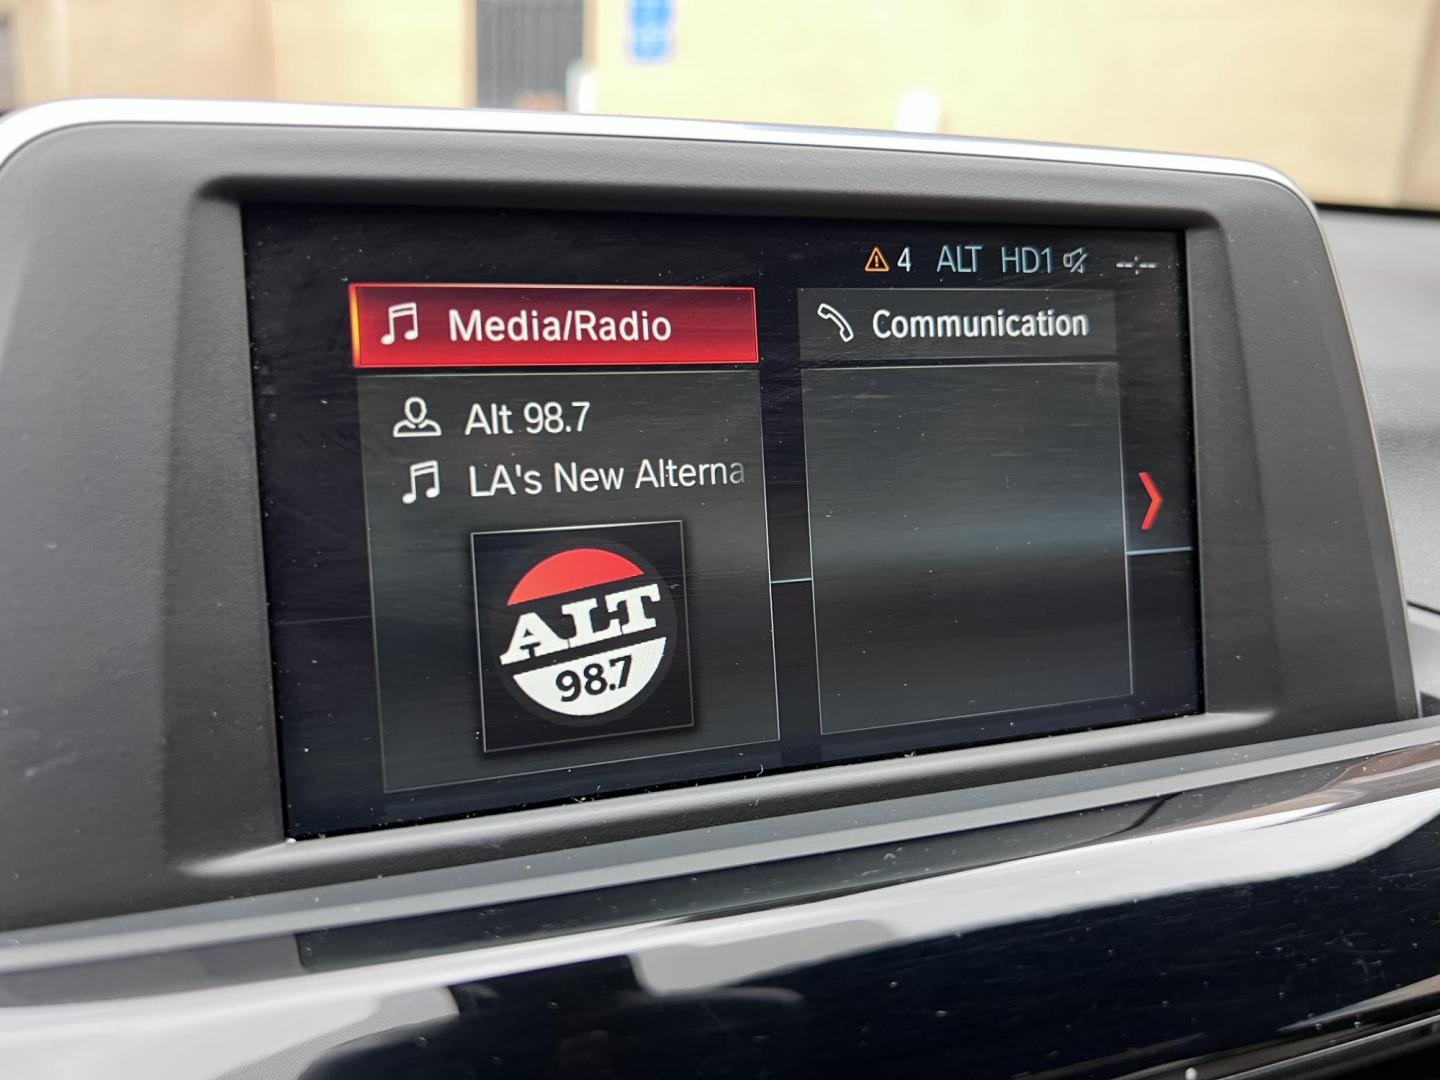 4 ALT HD1 --:--
Media/Radio
Communication
Alt 98.7
LA's New Alterna
ALT
98.7